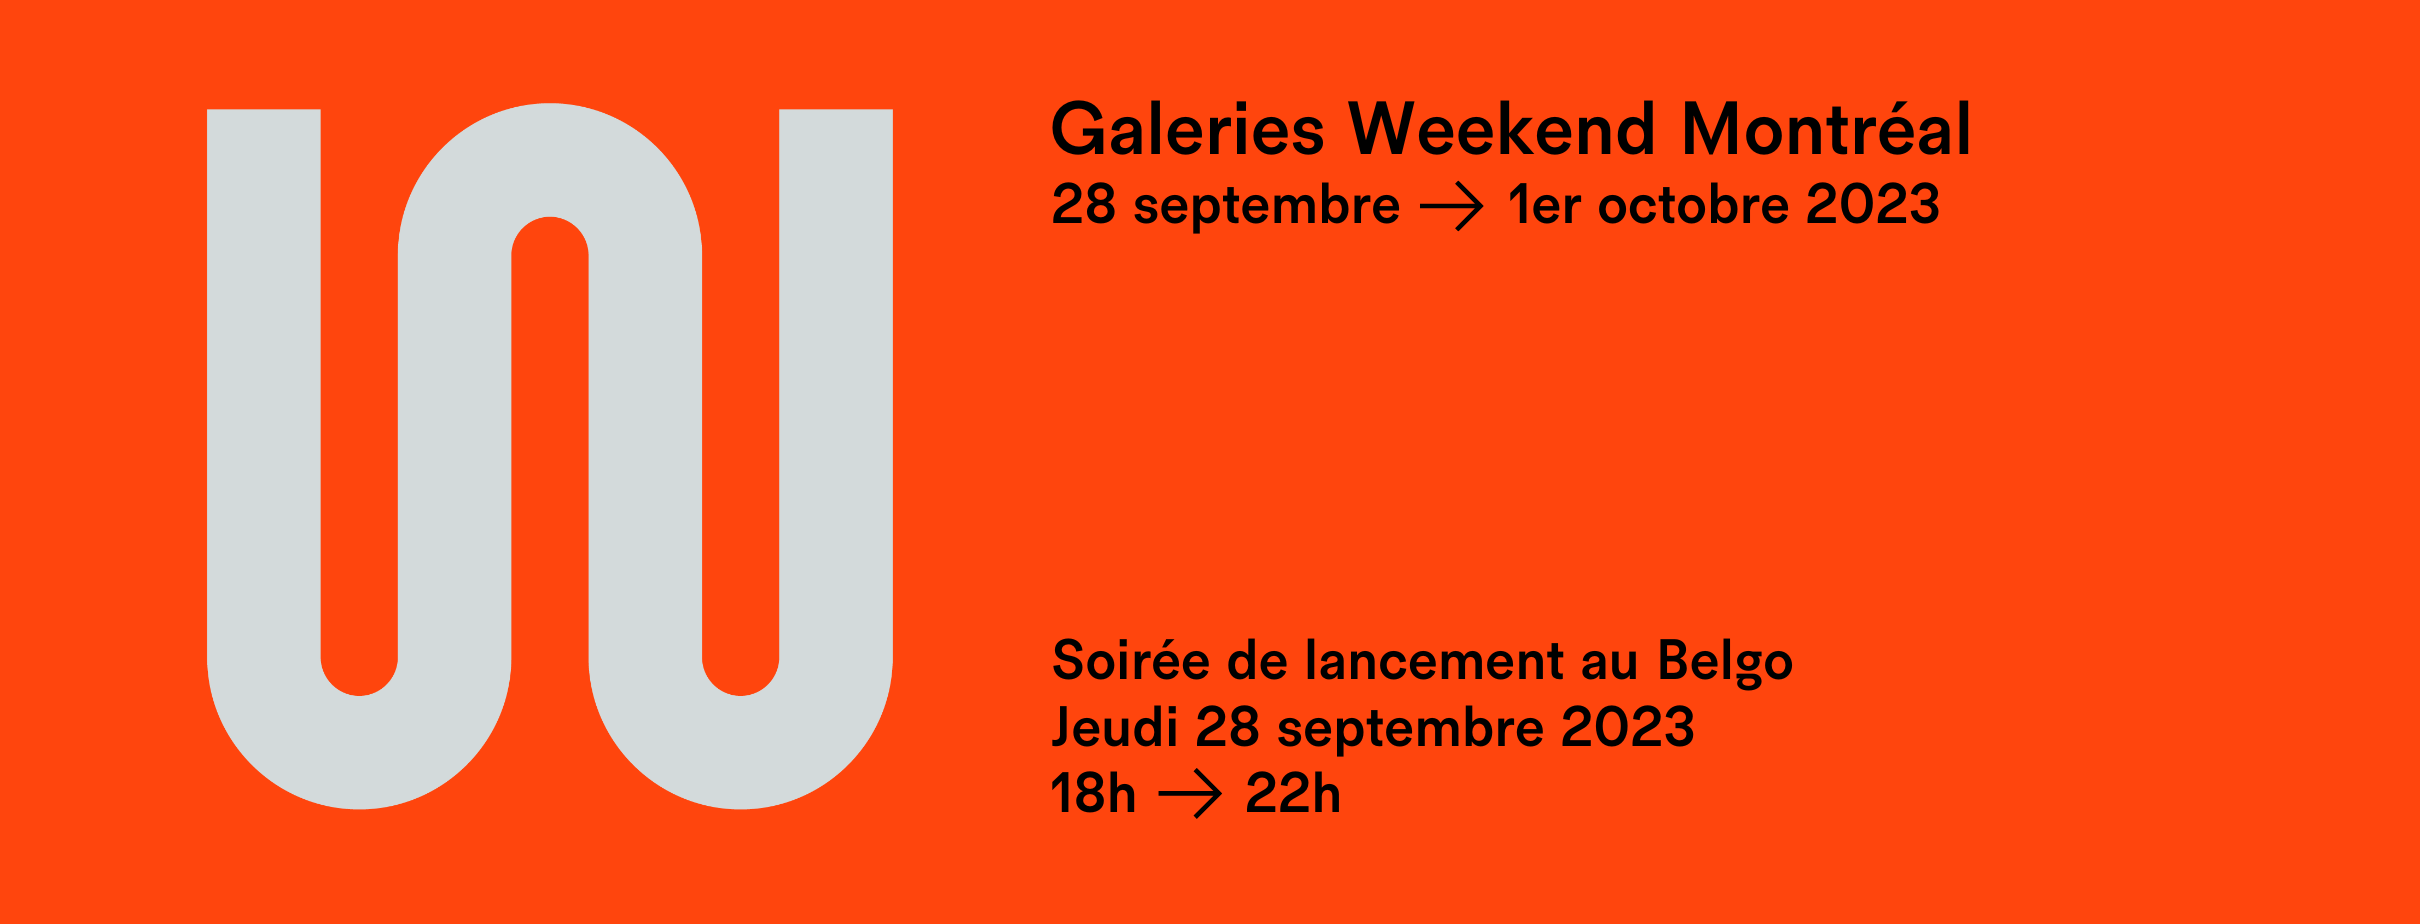 W
Galeries Weekend Montréal
28 septembre → 1er octobre 2023
Soirée de lancement au Belgo
Jeudi 28 septembre 2023
18h → 22h